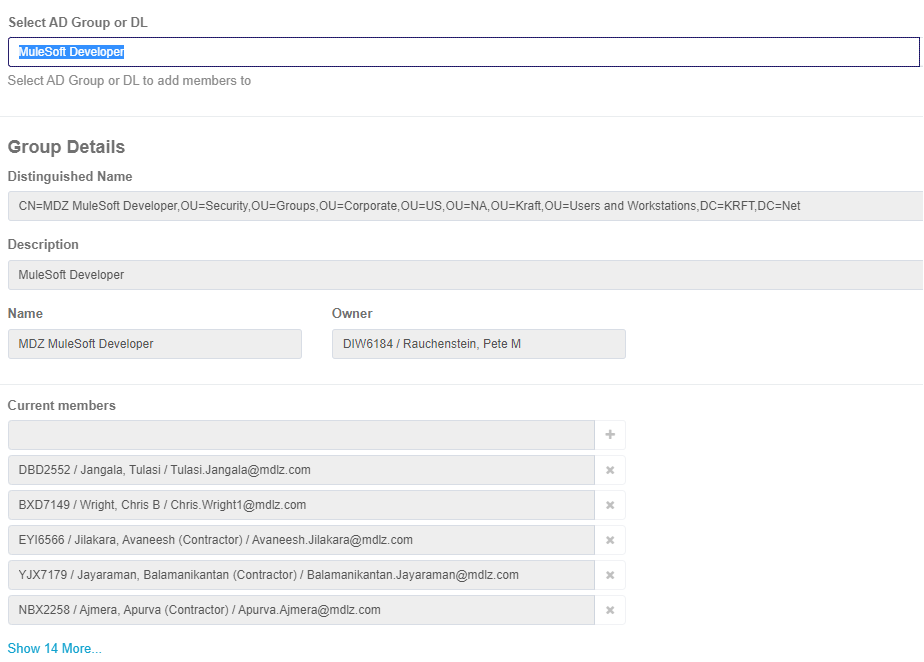 Select AD Group or DL
MuleSoft Developer
Select AD Group or DL to add members to
Group Details
Distinguished Name
CN=MDZ MuleSoft Developer,OU=Security,OU=Groups,OU=Corporate,OU=US,OU=NA,OU=Kraft,OU=Users and Workstations,DC=KRFT,DC=Net
Description
MuleSoft Developer
Name Owner
MDZ MuleSoft Developer DIW6184 / Rauchenstein, Pete M
Current members
+
DBD2552 / Jangala, Tulasi / Tulasi.Jangala@mdlz.com ×
BXD7149 / Wright, Chris B / Chris.Wright1@mdlz.com ×
EYI6566 / Jilakara, Avaneesh (Contractor) / Avaneesh.Jilakara@mdlz.com ×
YJX7179 / Jayaraman, Balamanikantan (Contractor) / Balamanikantan.Jayaraman@mdlz.com ×
NBX2258 / Ajmera, Apurva (Contractor) / Apurva.Ajmera@mdlz.com ×
Show 14 More...